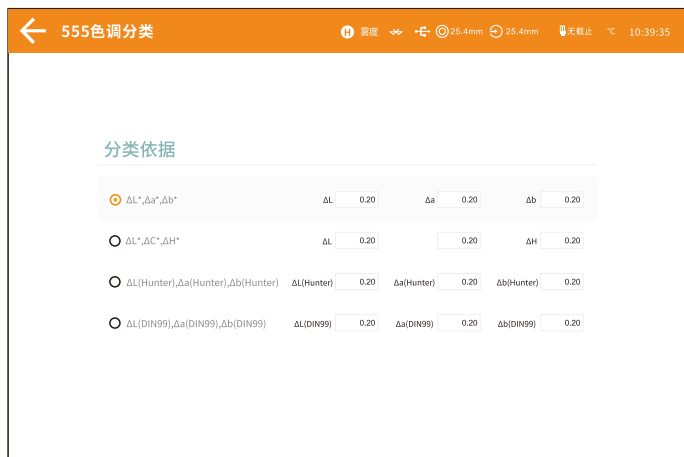 555色调分类 H 雾度 25.4mm 25.4mm 无截止 °C 10:39:35
分类依据
ΔL*,Δa*,Δb* ΔL 0.20 Δa 0.20 Δb 0.20
ΔL*,ΔC*,ΔH* ΔL 0.20 0.20 ΔH 0.20
ΔL(Hunter),Δa(Hunter),Δb(Hunter) ΔL(Hunter) 0.20 Δa(Hunter) 0.20 Δb(Hunter) 0.20
ΔL(DIN99),Δa(DIN99),Δb(DIN99) ΔL(DIN99) 0.20 Δa(DIN99) 0.20 Δb(DIN99) 0.20